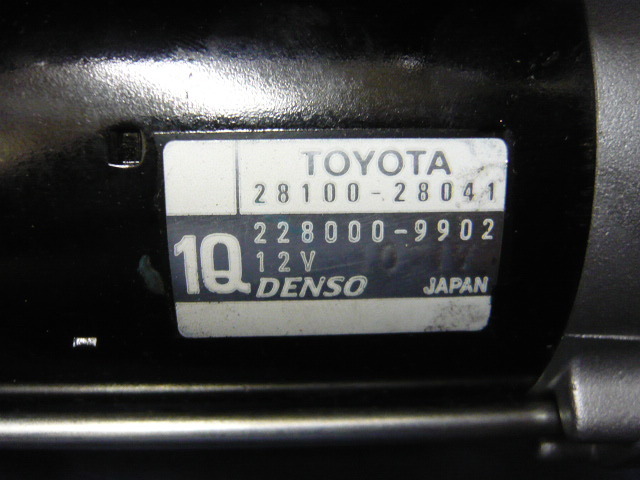 TOYOTA
28100-28041
228000-9902
12V
1Q DENSO JAPAN